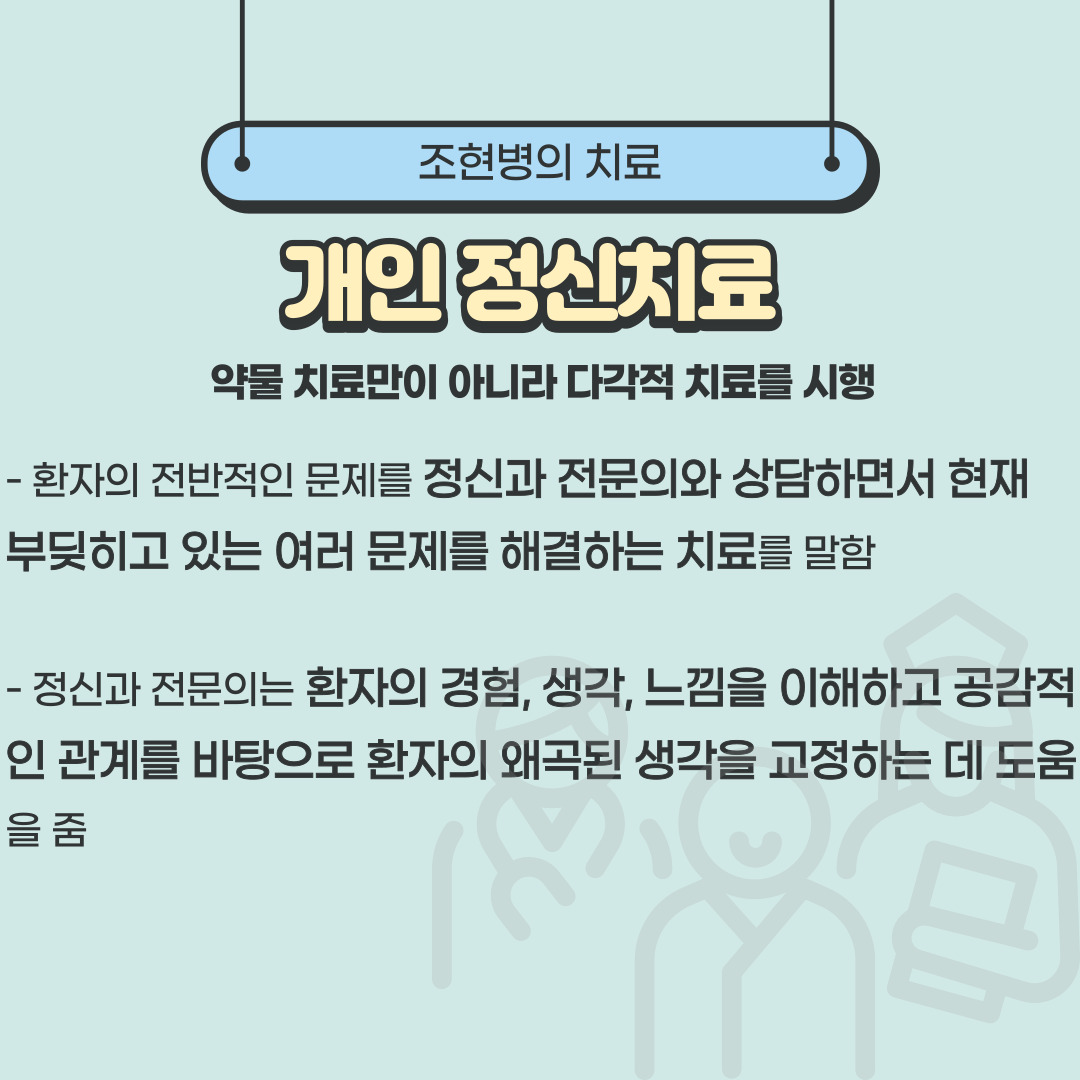 조현병의 치료
개인 정신치료
약물 치료만이 아니라 다각적 치료를 시행
- 환자의 전반적인 문제를 정신과 전문의와 상담하면서 현재
부딪히고 있는 여러 문제를 해결하는 치료를 말함
- 정신과 전문의는 환자의 경험, 생각, 느낌을 이해하고 공감적
인 관계를 바탕으로 환자의 왜곡된 생각을 교정하는 데 도움
을 줌